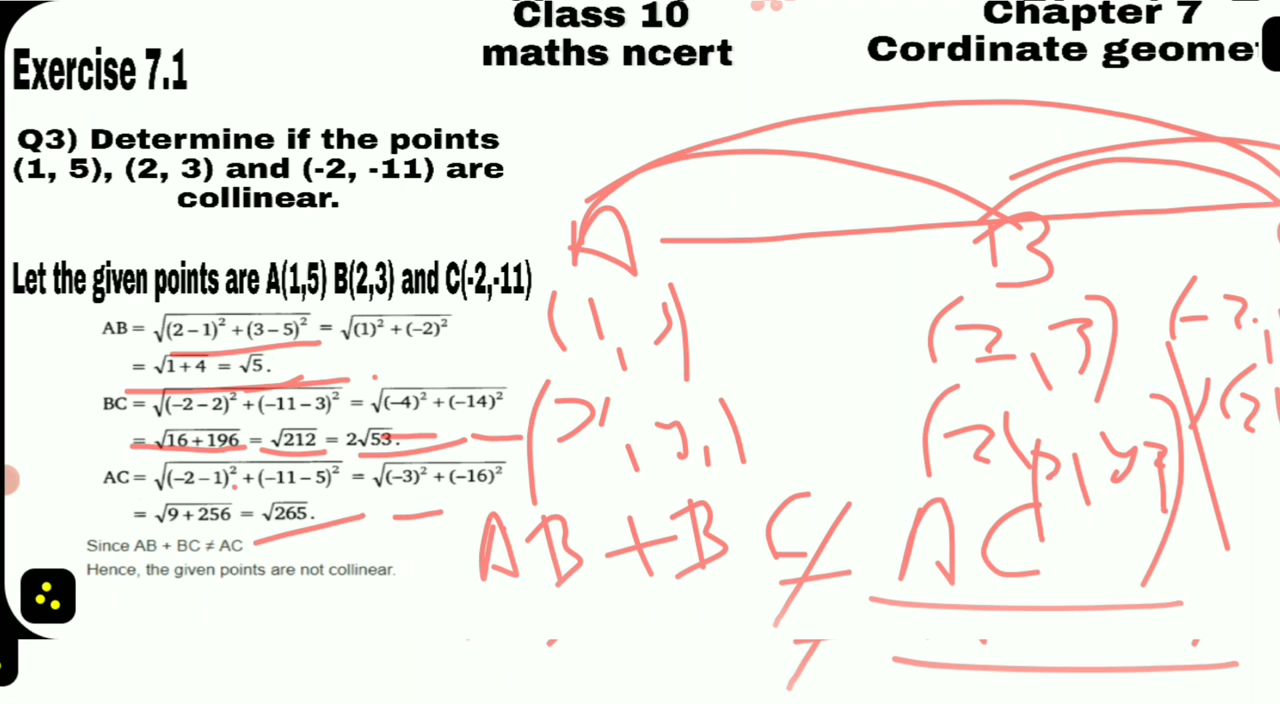 Class 10
maths ncert
Chapter 7
Cordinate geome
Exercise 7.1
Q3) Determine if the points
(1, 5), (2, 3) and (-2, -11) are
collinear.
Let the given points are A(1,5) B(2,3) and C(-2,-11)
AB = √(2 – 1)² + (3 – 5)² = √(1)² + (–2)²
= √1 + 4 = √5.
BC = √(–2 – 2)² + (–11 – 3)² = √(–4)² + (–14)²
= √16 + 196 = √212 = 2√53.
AC = √(–2 – 1)² + (–11 – 5)² = √(–3)² + (–16)²
= √9 + 256 = √265.
Since AB + BC ≠ AC
Hence, the given points are not collinear.
A B
(2, 3)
AB + BC ≠ AC